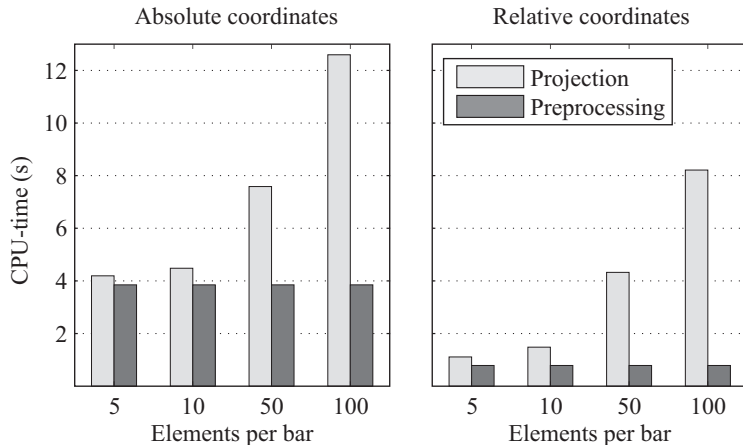 Absolute coordinates
Relative coordinates
CPU-time (s)
12
10
8
6
4
2
Projection
Preprocessing
5 10 50 100
5 10 50 100
Elements per bar
Elements per bar